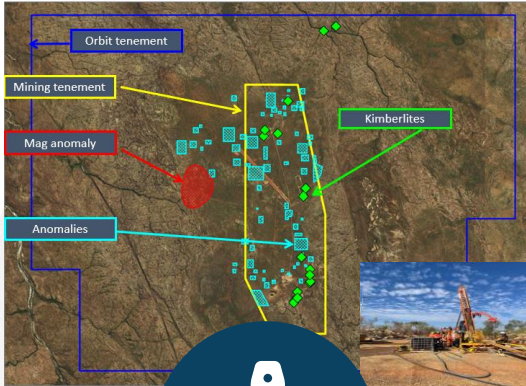 Orbit tenement
Mining tenement
Kimberlites
Mag anomaly
Anomalies